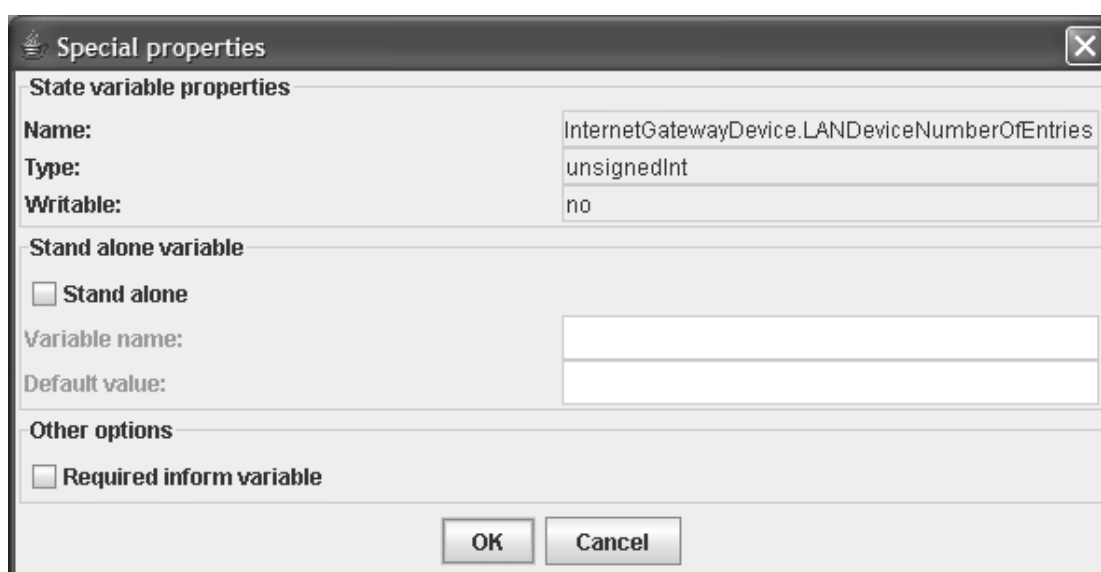 Special properties
State variable properties
Name: InternetGatewayDevice.LANDeviceNumberOfEntries
Type: unsignedInt
Writable: no
Stand alone variable
Stand alone
Variable name:
Default value:
Other options
Required inform variable
OK Cancel